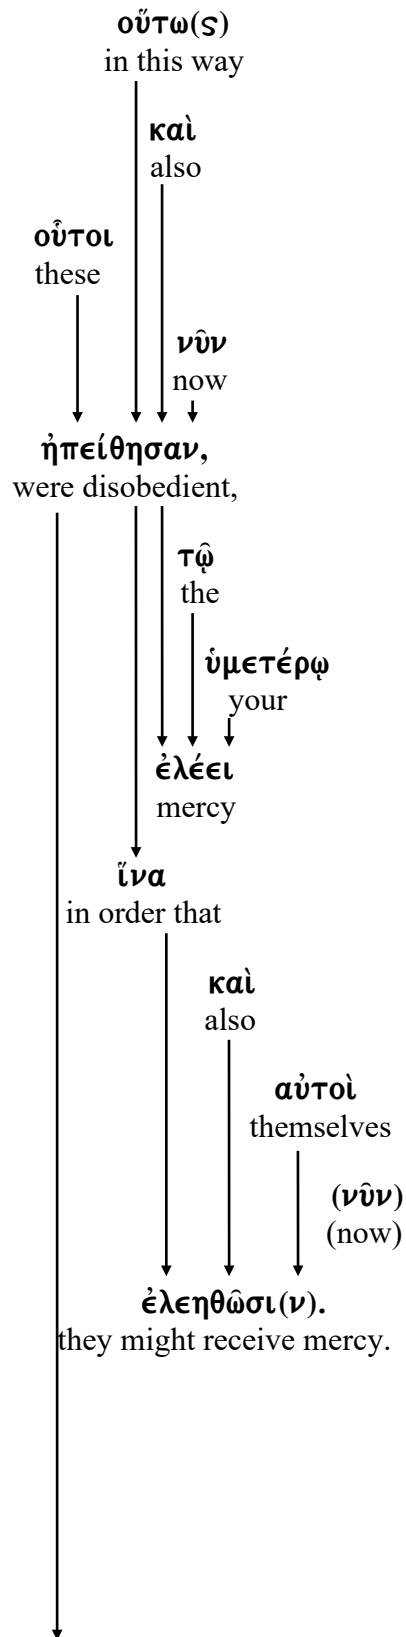 οὕτω(ς)
in this way
καὶ
also
οὗτοι
these
νῦν
now
ἠπείθησαν,
were disobedient,
τῷ
the
ὑμετέρῳ
your
ἐλέει
mercy
ἵνα
in order that
καὶ
also
αὐτοὶ
themselves
(νῦν)
(now)
ἐλεηθῶσι(ν).
they might receive mercy.